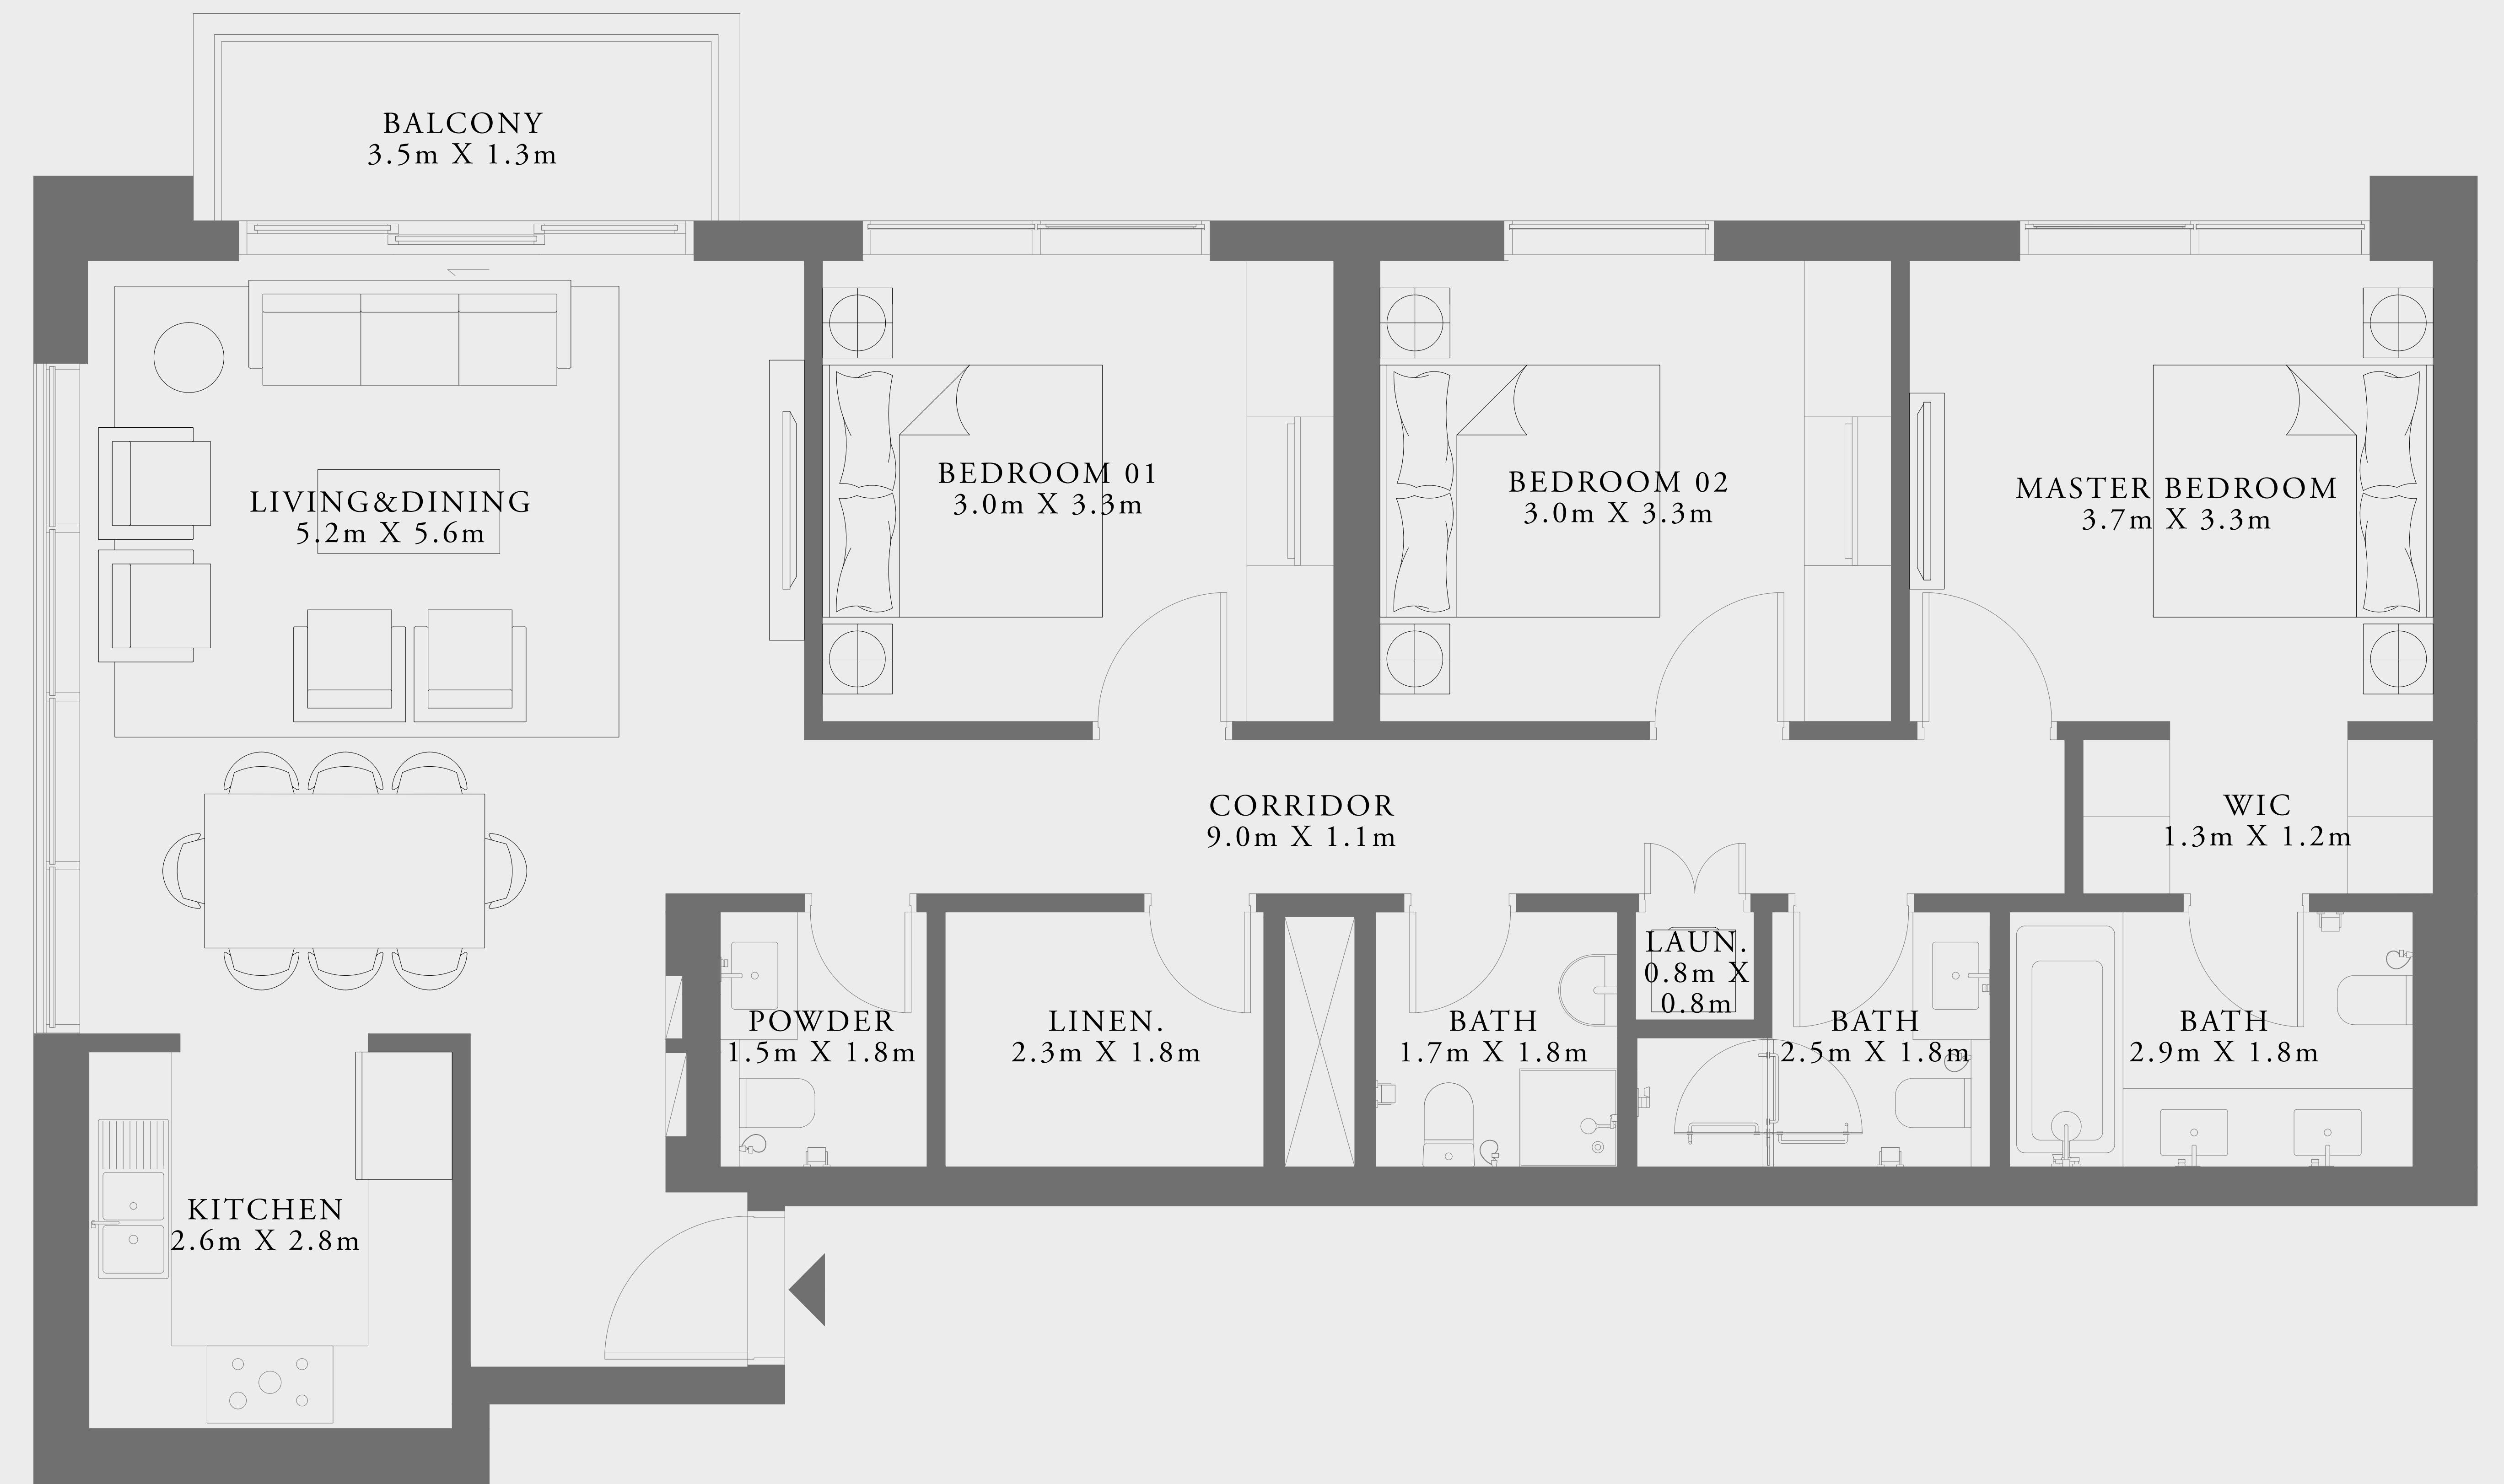 BALCONY
3.5m X 1.3m
LIVING&DINING
5.2m X 5.6m
BEDROOM 01
3.0m X 3.3m
BEDROOM 02
3.0m X 3.3m
MASTER BEDROOM
3.7m X 3.3m
CORRIDOR
9.0m X 1.1m
WIC
1.3m X 1.2m
LAUN.
0.8m X
0.8m
POWDER
1.5m X 1.8m
LINEN.
2.3m X 1.8m
BATH
1.7m X 1.8m
BATH
2.5m X 1.8m
BATH
2.9m X 1.8m
KITCHEN
2.6m X 2.8m